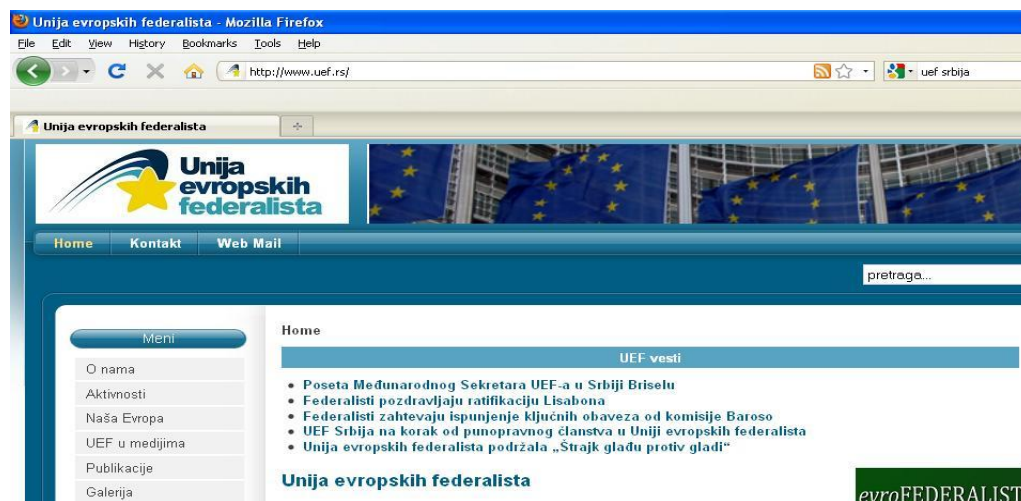 Unija evropskih federalista - Mozilla Firefox
File Edit View History Bookmarks Tools Help
http://www.uef.rs/
uef srbija
Unija evropskih federalista
Unija
evropskih
federalista
Home Kontakt Web Mail
pretraga...
Meni
O nama
Aktivnosti
Naša Evropa
UEF u medijima
Publikacije
Galerija
Home
UEF vesti
Poseta Međunarodnog Sekretara UEF-a u Srbiji Briselu
Federalisti pozdravljaju ratifikaciju Lisabona
Federalisti zahtevaju ispunjenje ključnih obaveza od komisije Baroso
UEF Srbija na korak od punopravnog članstva u Uniji evropskih federalista
Unija evropskih federalista podržala „Štrajk glađu protiv gladi“
Unija evropskih federalista
evroFEDERALIST